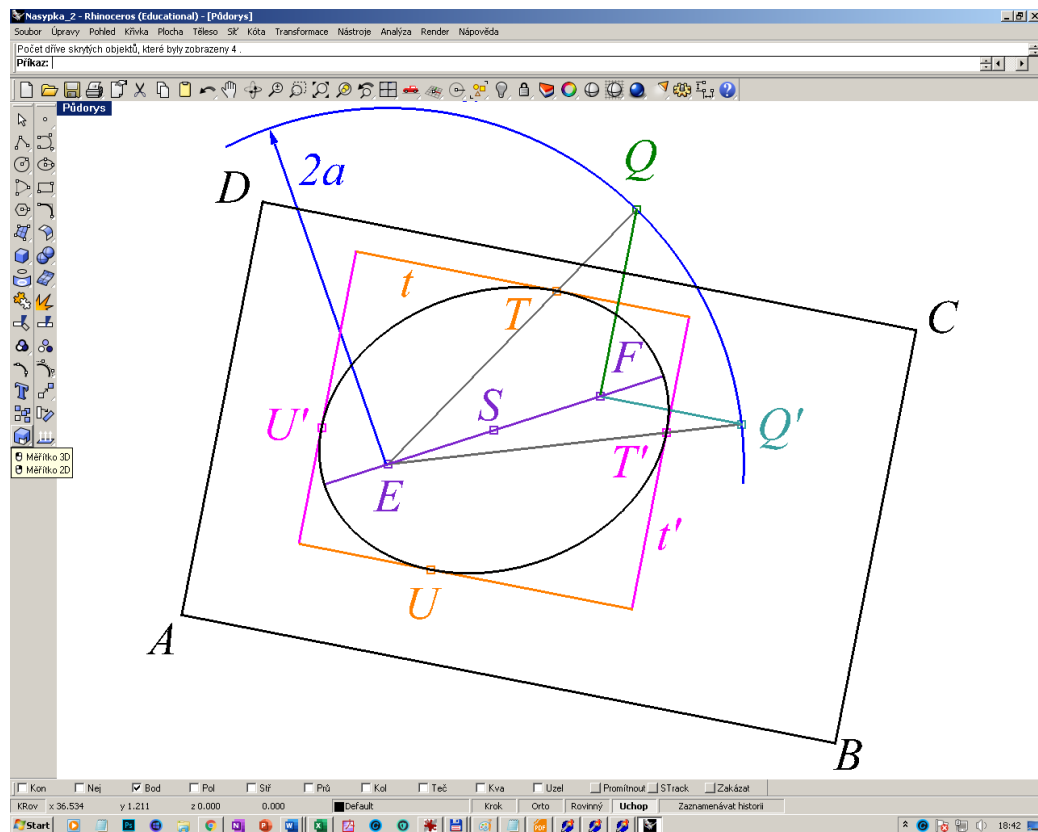 Nasypka_2 - Rhinoceros (Educational) - [Půdorys]
Soubor Úpravy Pohled Křivka Plocha Těleso Síť Kóta Transformace Nástroje Analýza Render Nápověda
Počet dříve skrytých objektů, které byly zobrazeny 4 .
Příkaz:
Půdorys
Q
2a
D
t
T
C
F
S
U'
Q'
T'
Měřítko 3D
Měřítko 2D
E
t'
U
A
B
Kon Nej Bod Pol Stř Prů Kol Teč Kva Uzel Promítnout STrack Zakázat
KRov x 36.534 y 1.211 z 0.000 0.000 Default Krok Orto Rovinný Uchop Zaznamenávat historii
Start 18:42